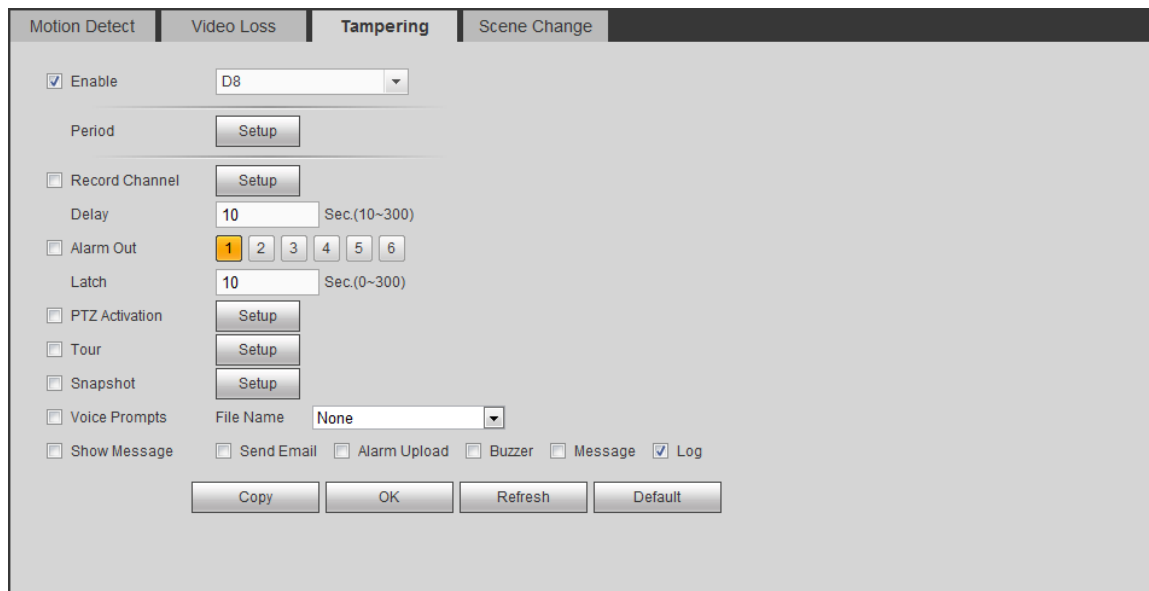 Motion Detect Video Loss Tampering Scene Change
Enable D8
Period Setup
Record Channel Setup
Delay 10 Sec.(10~300)
Alarm Out 1 2 3 4 5 6
Latch 10 Sec.(0~300)
PTZ Activation Setup
Tour Setup
Snapshot Setup
Voice Prompts File Name None
Show Message Send Email Alarm Upload Buzzer Message Log
Copy OK Refresh Default